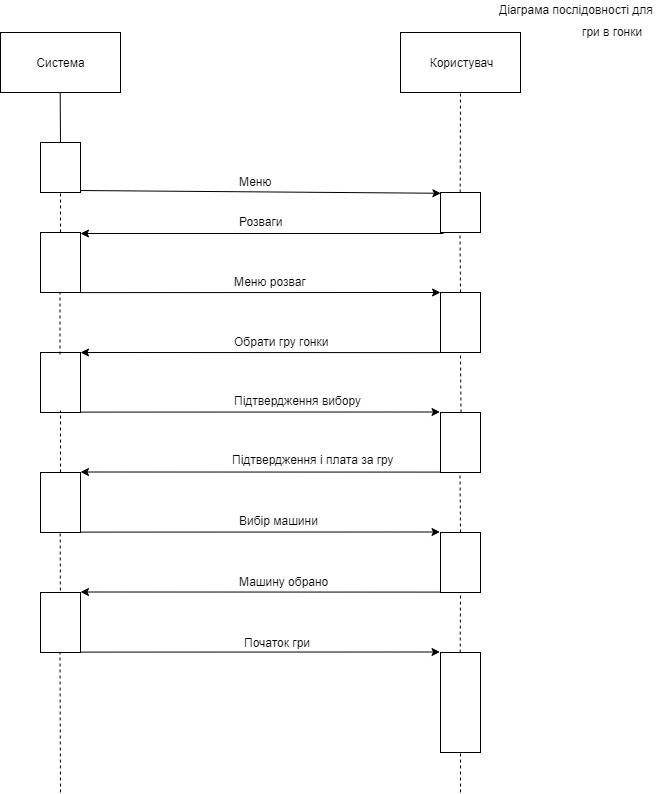 Діаграма послідовності для
гри в гонки
Система
Користувач
Меню
Розваги
Меню розваг
Обрати гру гонки
Підтвердження вибору
Підтвердження і плата за гру
Вибір машини
Машину обрано
Початок гри